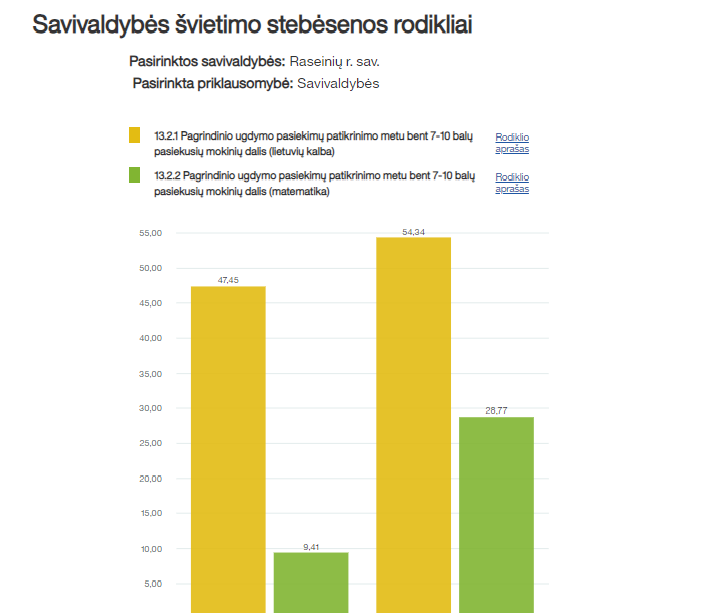 Savivaldybės švietimo stebėsenos rodikliai
Pasirinktos savivaldybės: Raseinių r. sav.
Pasirinkta priklausomybė: Savivaldybės
13.2.1 Pagrindinio ugdymo pasiekimų patikrinimo metu bent 7-10 balų
pasiekusių mokinių dalis (lietuvių kalba)
Rodiklio
aprašas
13.2.2 Pagrindinio ugdymo pasiekimų patikrinimo metu bent 7-10 balų
pasiekusių mokinių dalis (matematika)
Rodiklio
aprašas
55,00
50,00
45,00
40,00
35,00
30,00
25,00
20,00
15,00
10,00
5,00
47,45
9,41
54,34
28,77